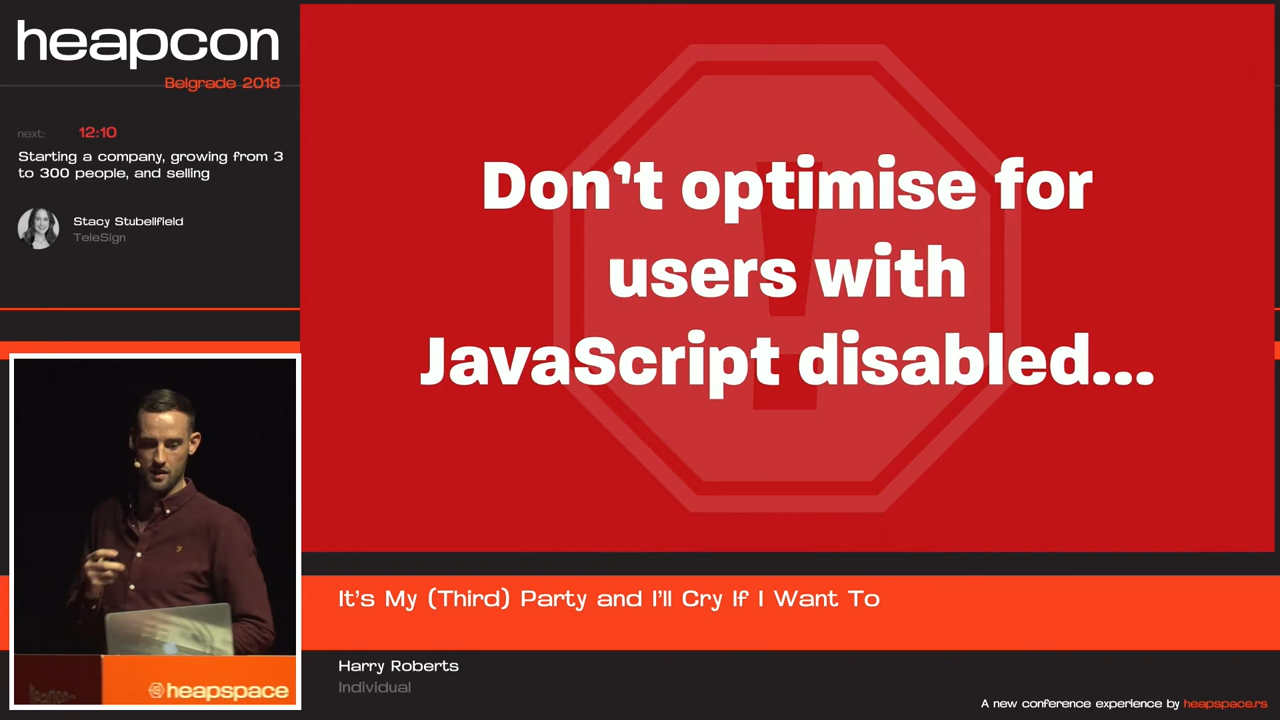 heapcon
Belgrade 2018
next: 12:10
Starting a company, growing from 3
to 300 people, and selling
Stacy Stubellfield
TeleSign
Don't optimise for
users with
JavaScript disabled...
heapspace
It's My (Third) Party and I'll Cry If I Want To
Harry Roberts
Individual
A new conference experience by heapspace.rs